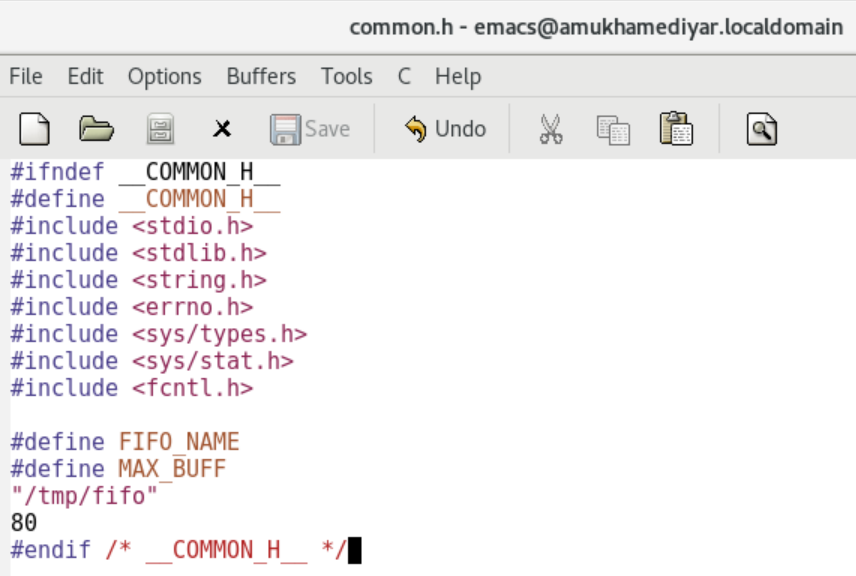 common.h - emacs@amukhamediyar.localdomain
File Edit Options Buffers Tools C Help
Save Undo
#ifndef __COMMON_H__
#define __COMMON_H__
#include <stdio.h>
#include <stdlib.h>
#include <string.h>
#include <errno.h>
#include <sys/types.h>
#include <sys/stat.h>
#include <fcntl.h>
#define FIFO_NAME
#define MAX_BUFF
"/tmp/fifo"
80
#endif /* __COMMON_H__ */